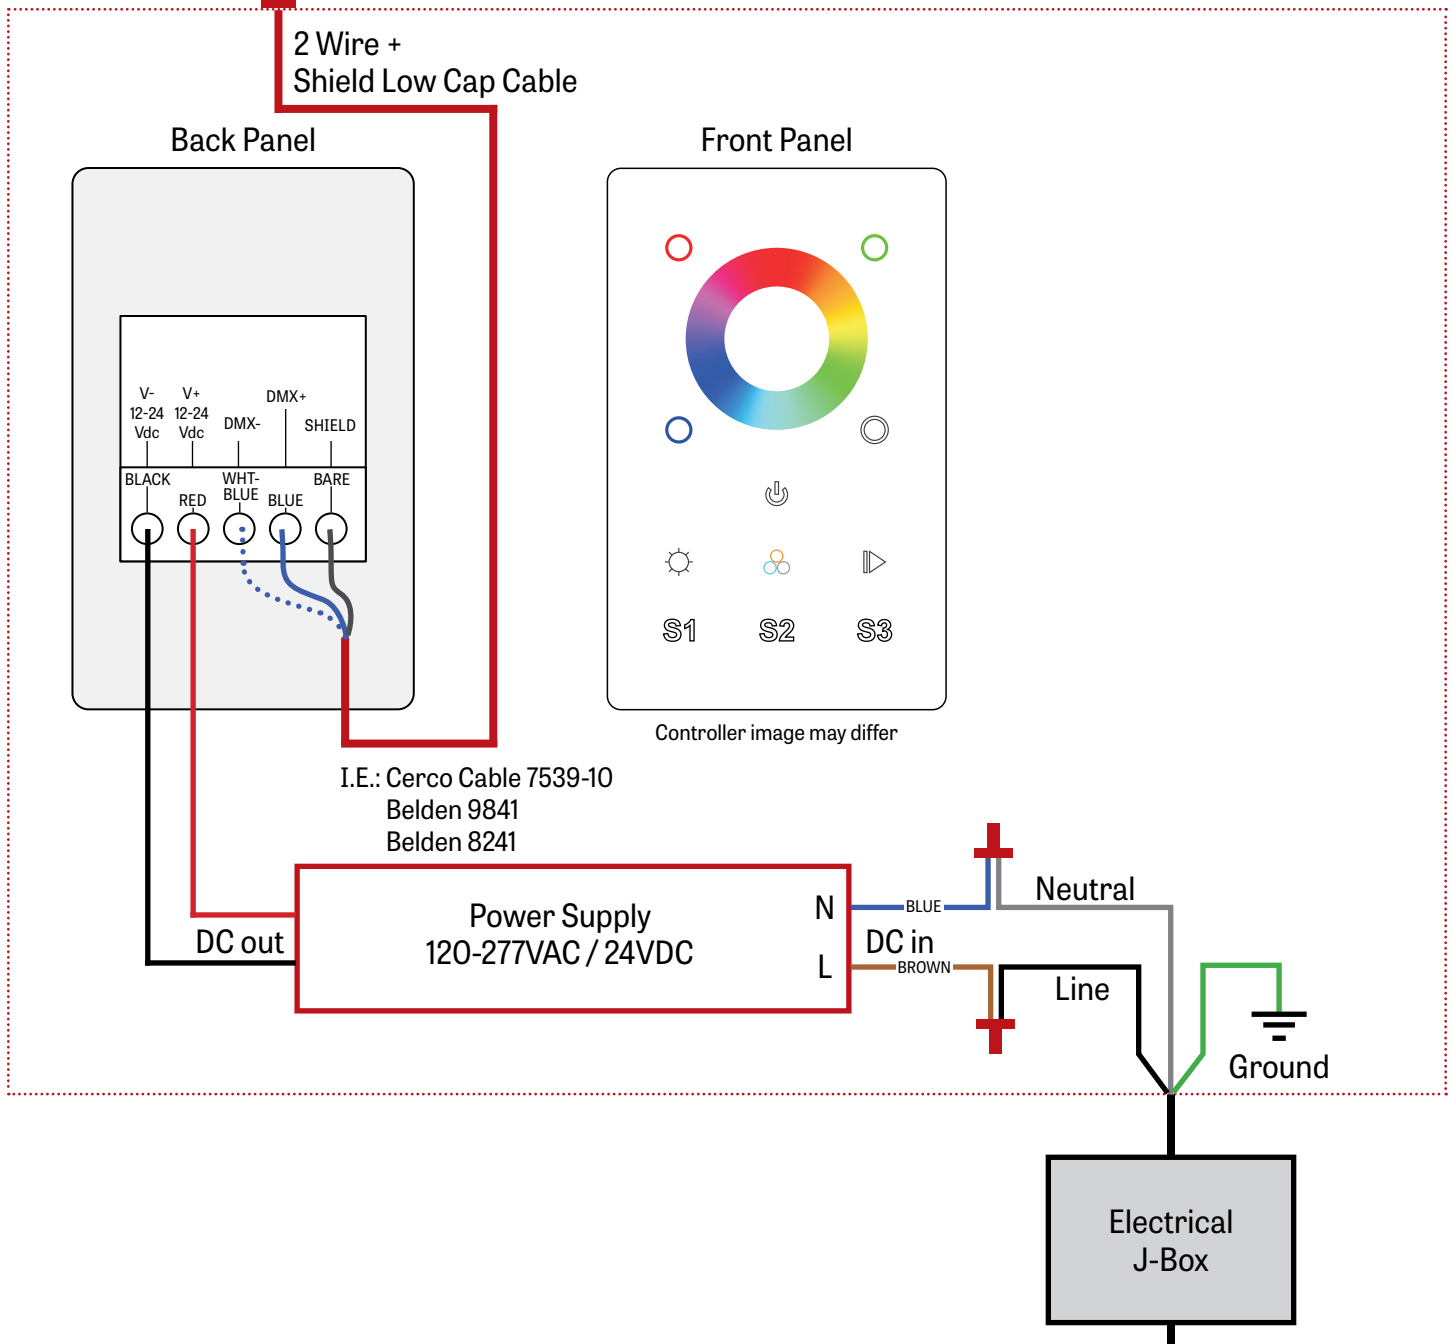 2 Wire +
Shield Low Cap Cable
Back Panel
Front Panel
V-
12-24
Vdc
V+
12-24
Vdc
DMX-
DMX+
SHIELD
BLACK
RED
WHT-
BLUE
BLUE
BARE
S1 S2 S3
Controller image may differ
I.E.: Cerco Cable 7539-10
Belden 9841
Belden 8241
DC out
Power Supply
120-277VAC / 24VDC
N
L
BLUE
DC in
BROWN
Neutral
Line
Ground
Electrical
J-Box